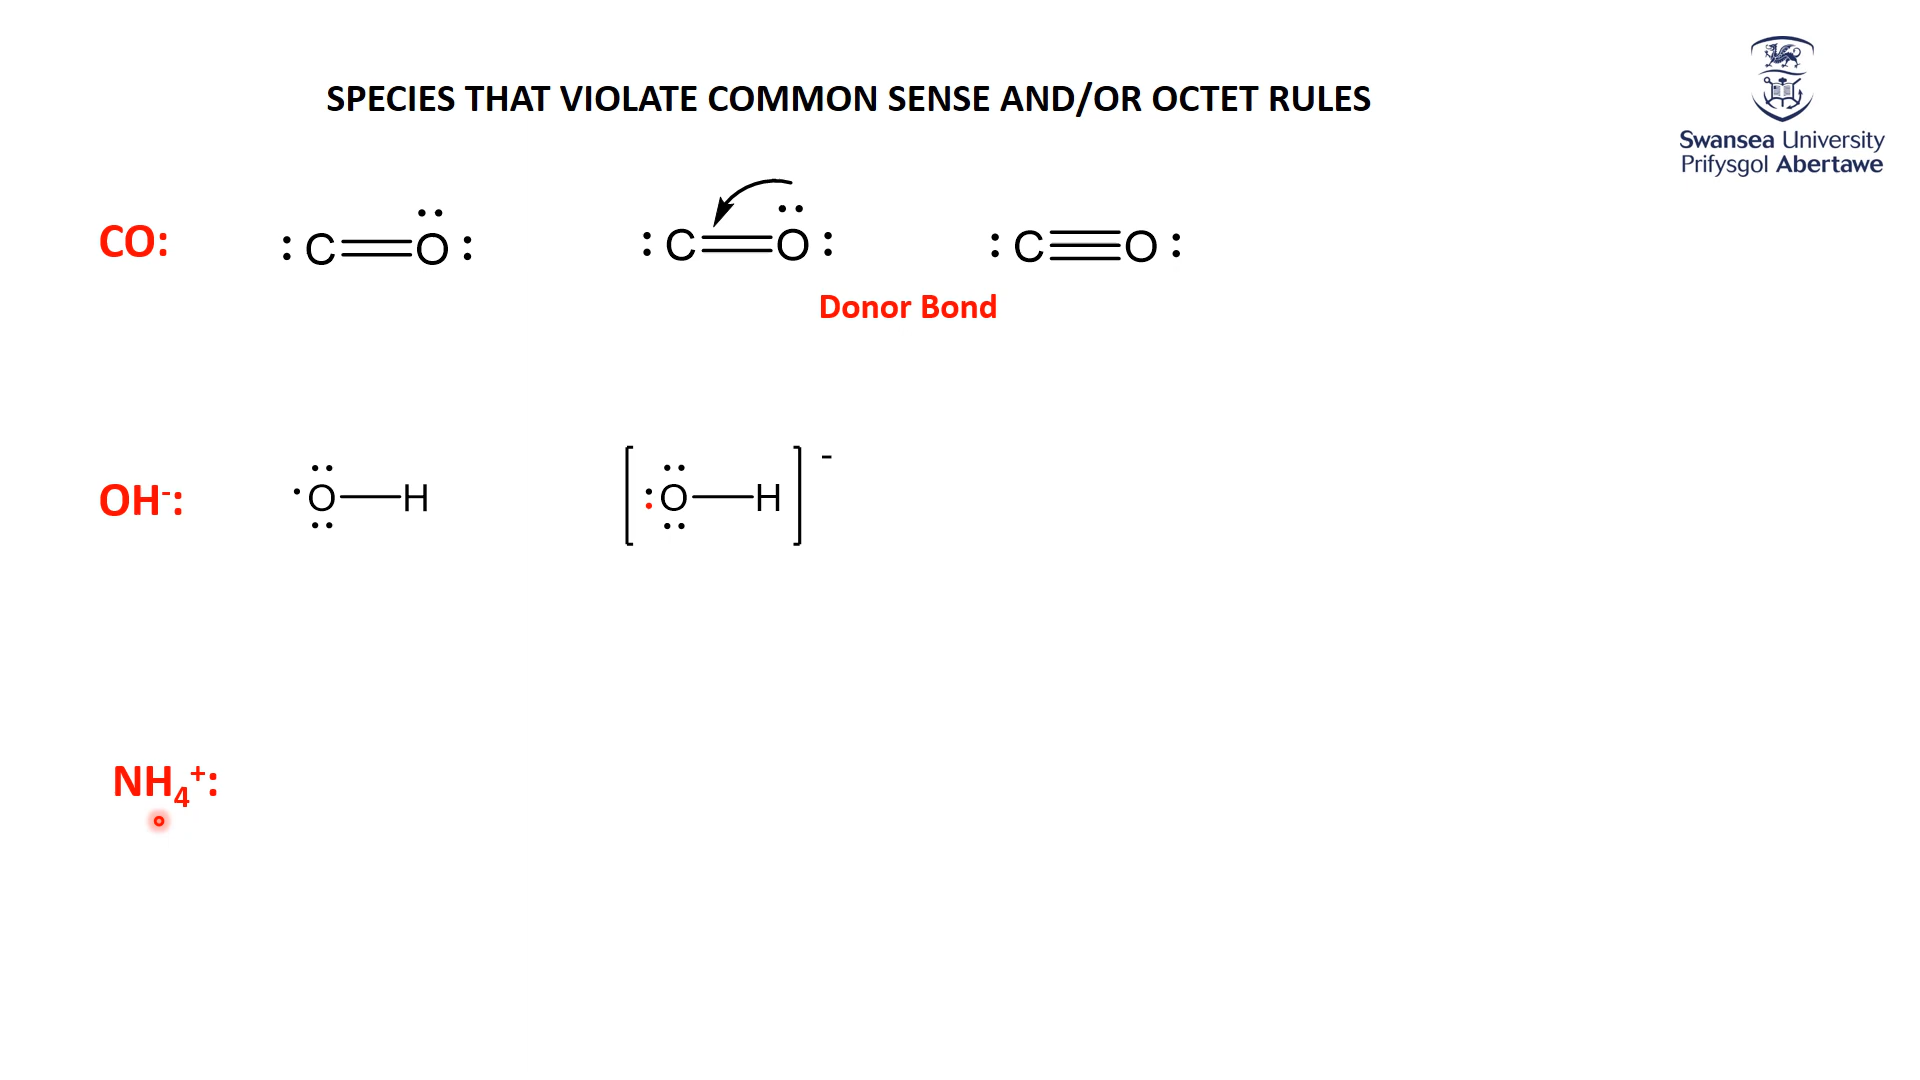 SPECIES THAT VIOLATE COMMON SENSE AND/OR OCTET RULES
Swansea University
Prifysgol Abertawe
CO: :C=O: :C=O: :C≡O:
Donor Bond
OH⁻: ·O—H [:O—H]⁻
NH₄⁺: